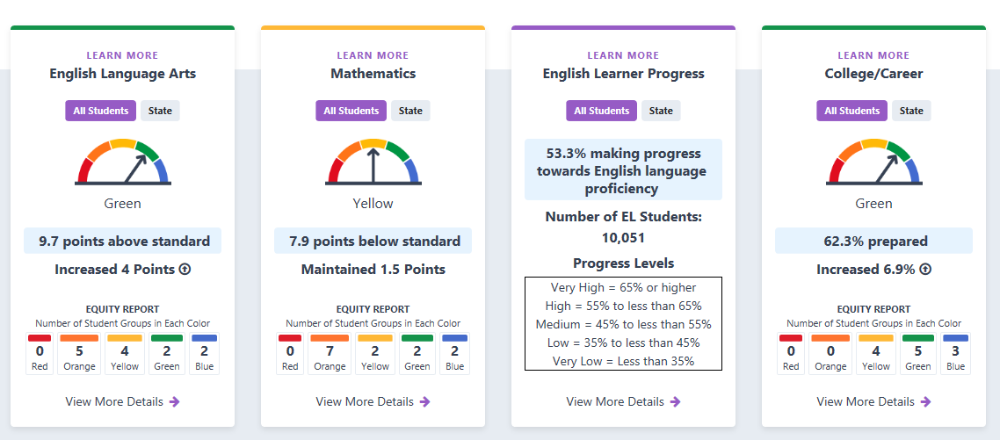 LEARN MORE
English Language Arts
All Students State
Green
9.7 points above standard
Increased 4 Points
EQUITY REPORT
Number of Student Groups in Each Color
0 5 4 2 2
Red Orange Yellow Green Blue
View More Details
LEARN MORE
Mathematics
All Students State
Yellow
7.9 points below standard
Maintained 1.5 Points
EQUITY REPORT
Number of Student Groups in Each Color
0 7 2 2 2
Red Orange Yellow Green Blue
View More Details
LEARN MORE
English Learner Progress
All Students State
53.3% making progress
towards English language
proficiency
Number of EL Students:
10,051
Progress Levels
Very High = 65% or higher
High = 55% to less than 65%
Medium = 45% to less than 55%
Low = 35% to less than 45%
Very Low = Less than 35%
View More Details
LEARN MORE
College/Career
All Students State
Green
62.3% prepared
Increased 6.9%
EQUITY REPORT
Number of Student Groups in Each Color
0 0 4 5 3
Red Orange Yellow Green Blue
View More Details